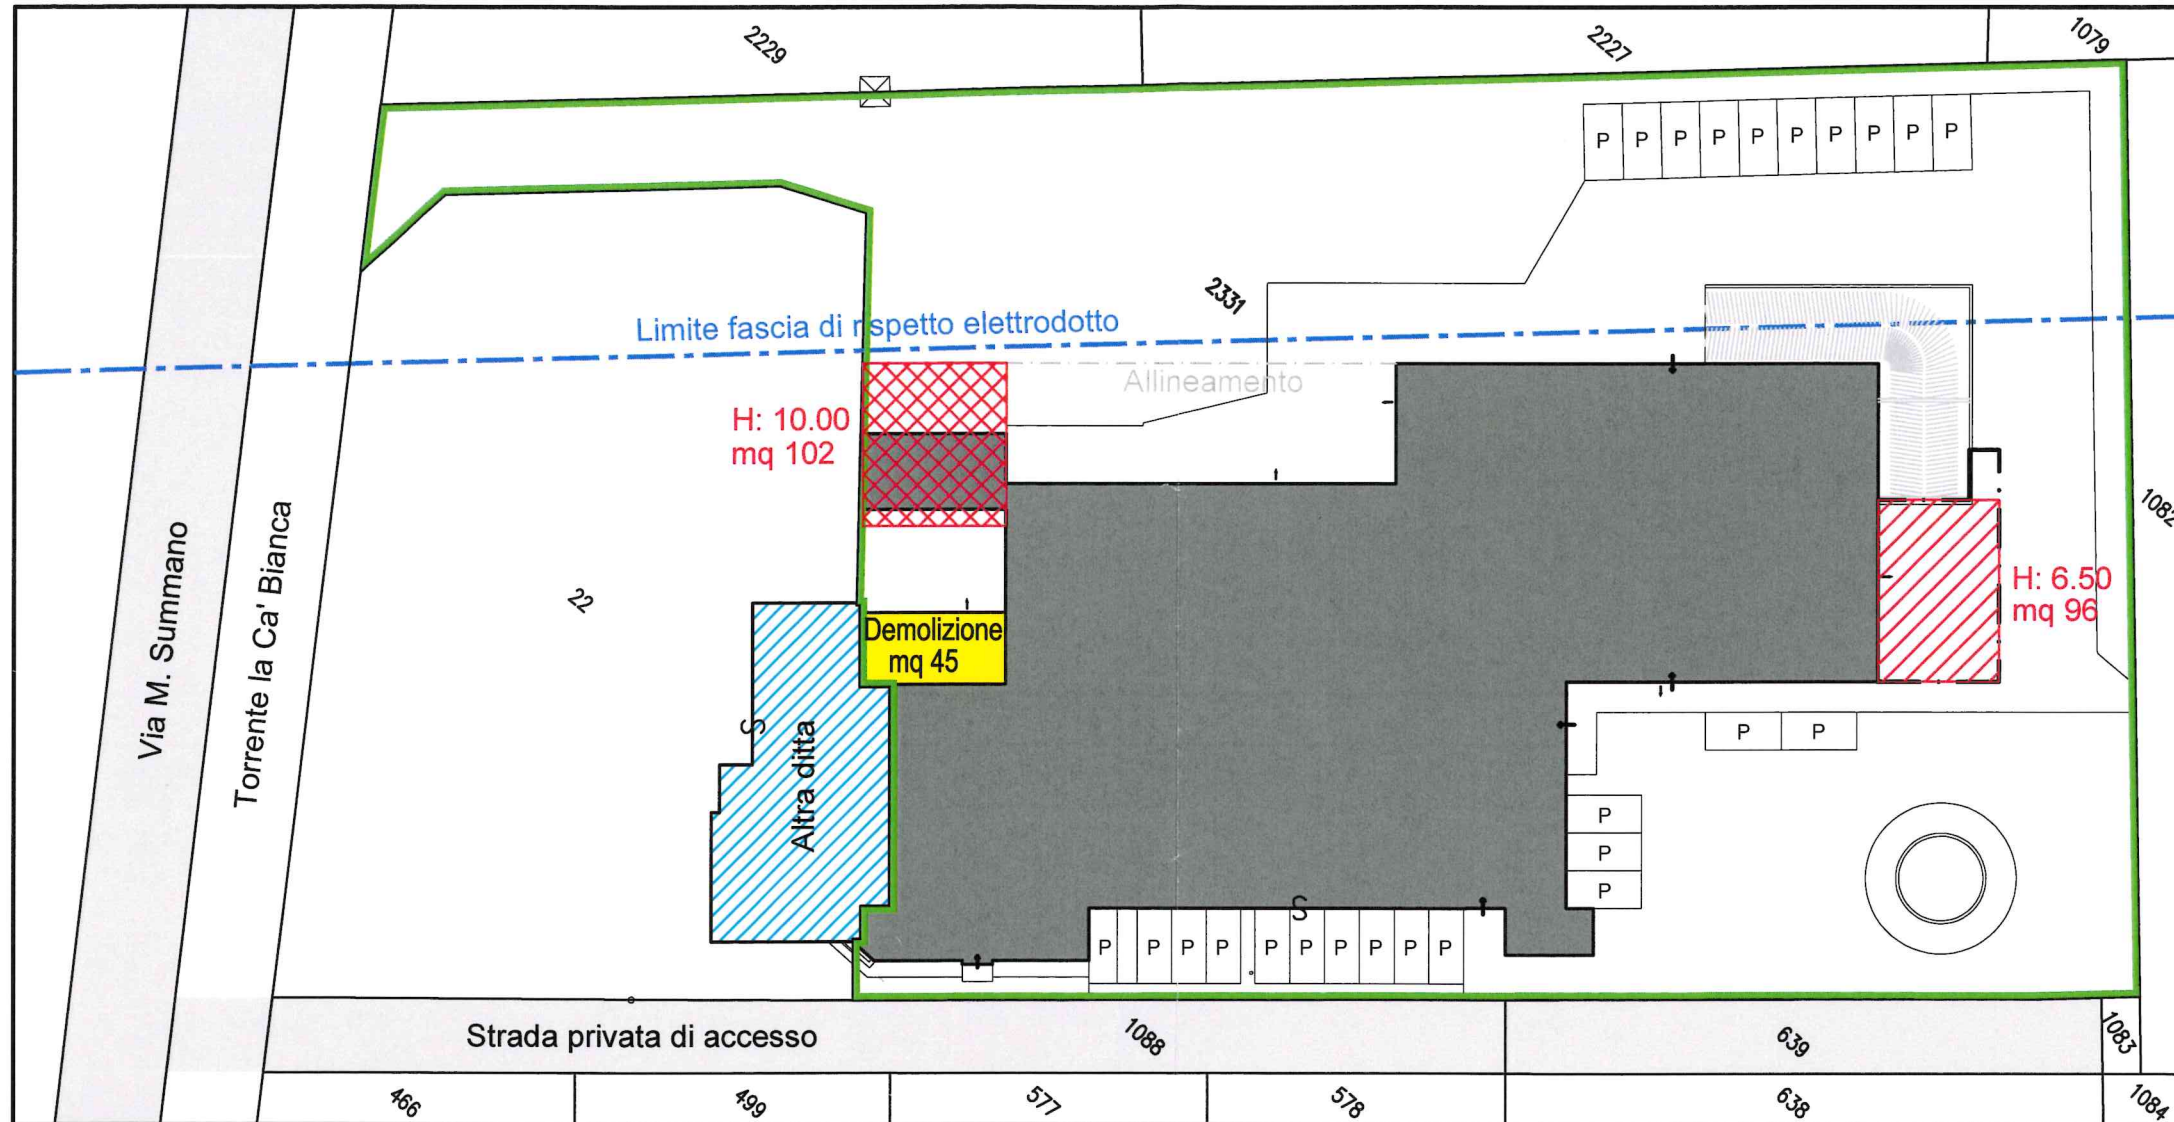 2229
2227
1079
P P P P P P P P P P
2331
Limite fascia di rispetto elettrodotto
Allineamento
H: 10.00
mq 102
1082
Via M. Summano
Torrente la Ca' Bianca
22
H: 6.50
mq 96
Demolizione
mq 45
S
Altra ditta
P P
P
P
P
S
P P P P P P P P P P
Strada privata di accesso
1088
639
1083
466
499
577
578
638
1084